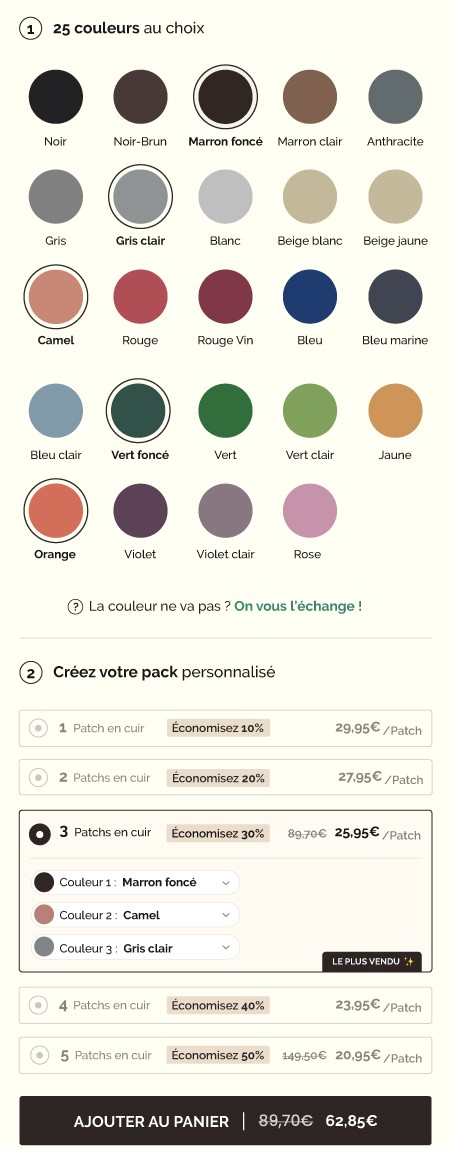 1 25 couleurs au choix
Noir Noir-Brun Marron foncé Marron clair Anthracite
Gris Gris clair Blanc Beige blanc Beige jaune
Camel Rouge Rouge Vin Bleu Bleu marine
Bleu clair Vert foncé Vert Vert clair Jaune
Orange Violet Violet clair Rose
? La couleur ne va pas ? On vous l'échange !
2 Créez votre pack personnalisé
1 Patch en cuir Économisez 10% 29,95€ /Patch
2 Patchs en cuir Économisez 20% 27,95€ /Patch
3 Patchs en cuir Économisez 30% 89,70€ 25,95€ /Patch
Couleur 1 : Marron foncé
Couleur 2 : Camel
Couleur 3 : Gris clair
LE PLUS VENDU ✨
4 Patchs en cuir Économisez 40% 23,95€ /Patch
5 Patchs en cuir Économisez 50% 149,50€ 20,95€ /Patch
AJOUTER AU PANIER | 89,70€ 62,85€